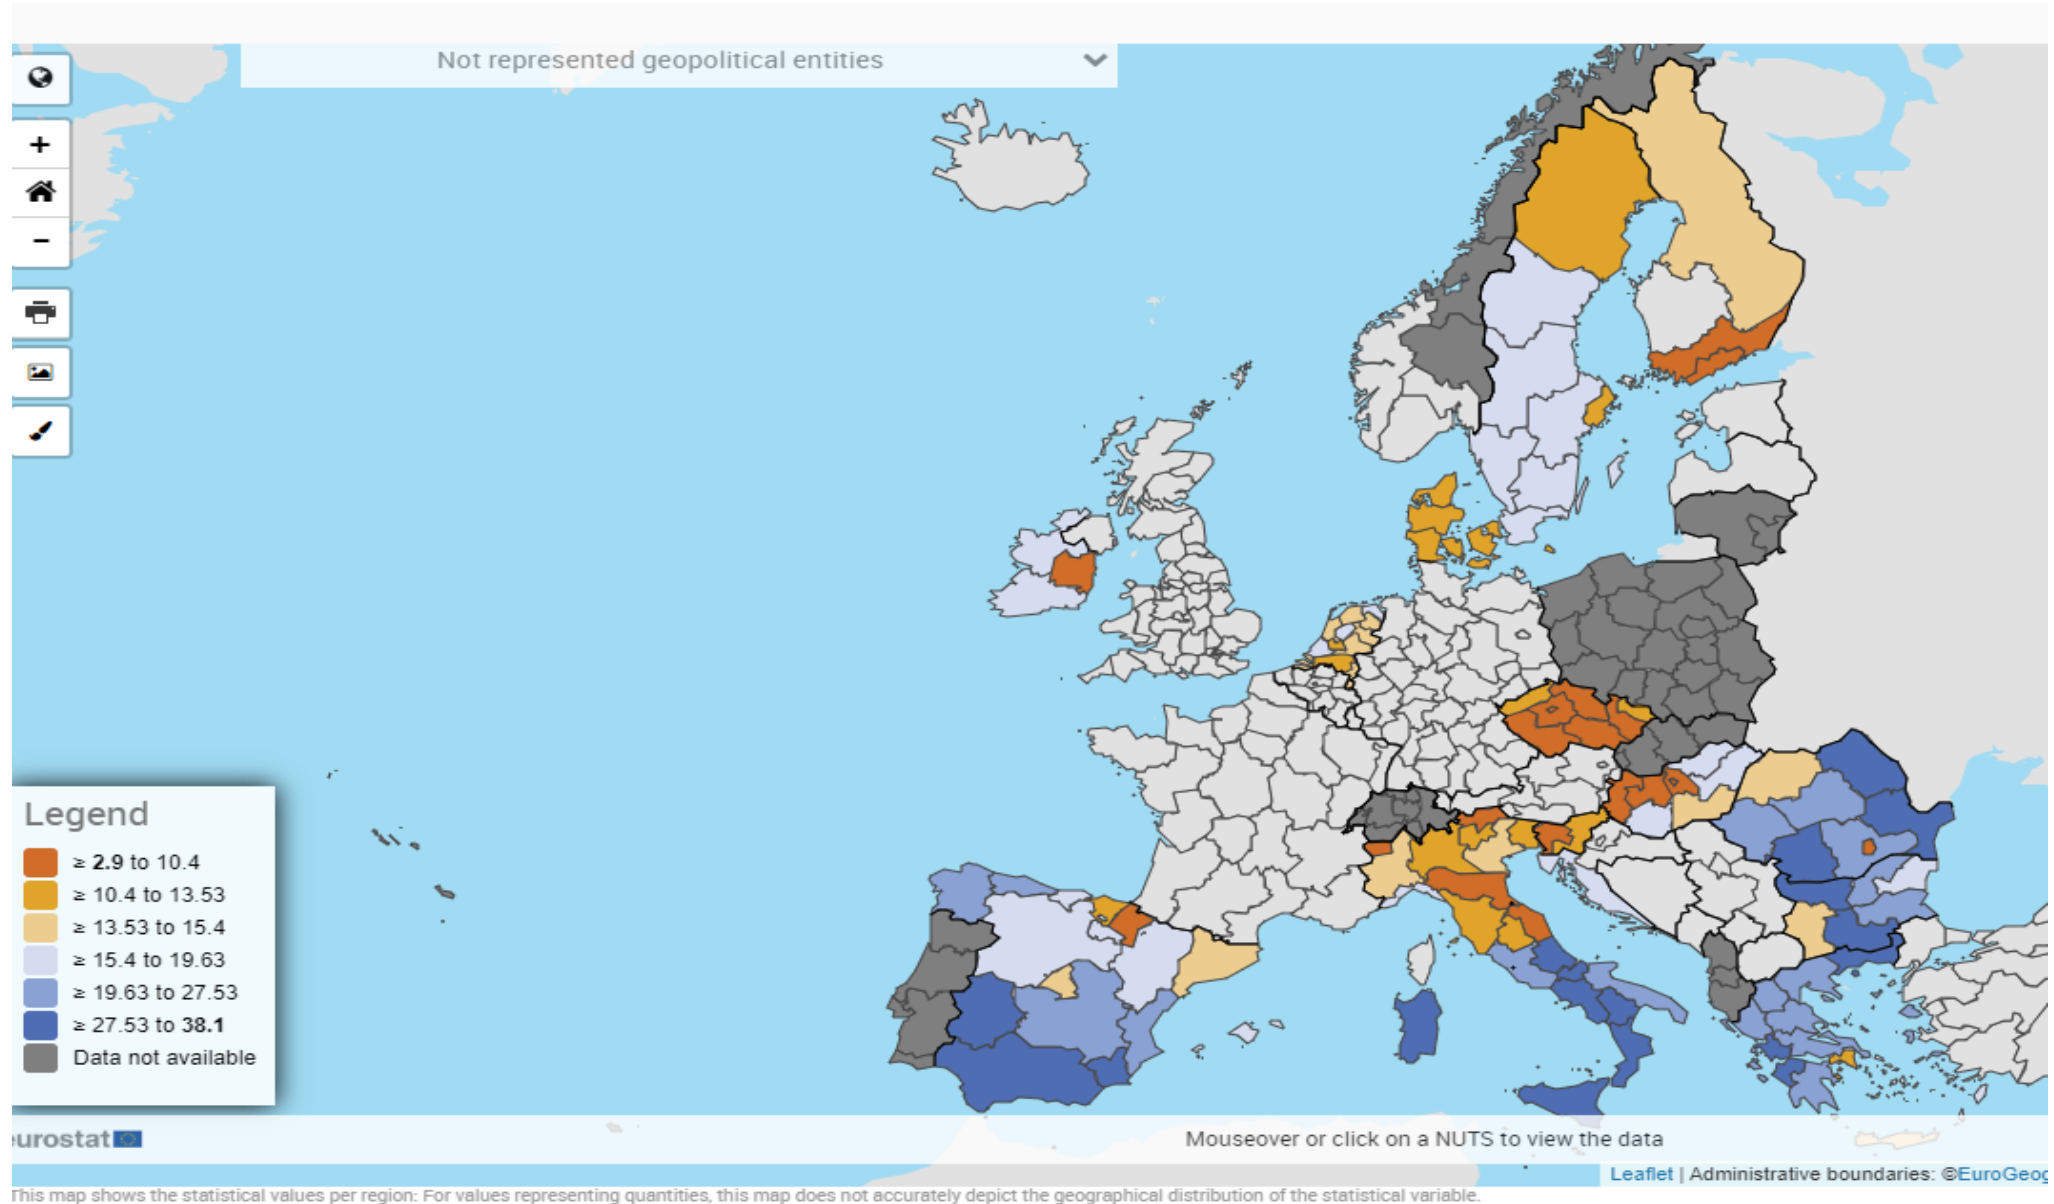 Not represented geopolitical entities
+
−
Legend
≥ 2.9 to 10.4
≥ 10.4 to 13.53
≥ 13.53 to 15.4
≥ 15.4 to 19.63
≥ 19.63 to 27.53
≥ 27.53 to 38.1
Data not available
eurostat
Mouseover or click on a NUTS to view the data
Leaflet | Administrative boundaries: ©EuroGeog
This map shows the statistical values per region: For values representing quantities, this map does not accurately depict the geographical distribution of the statistical variable.